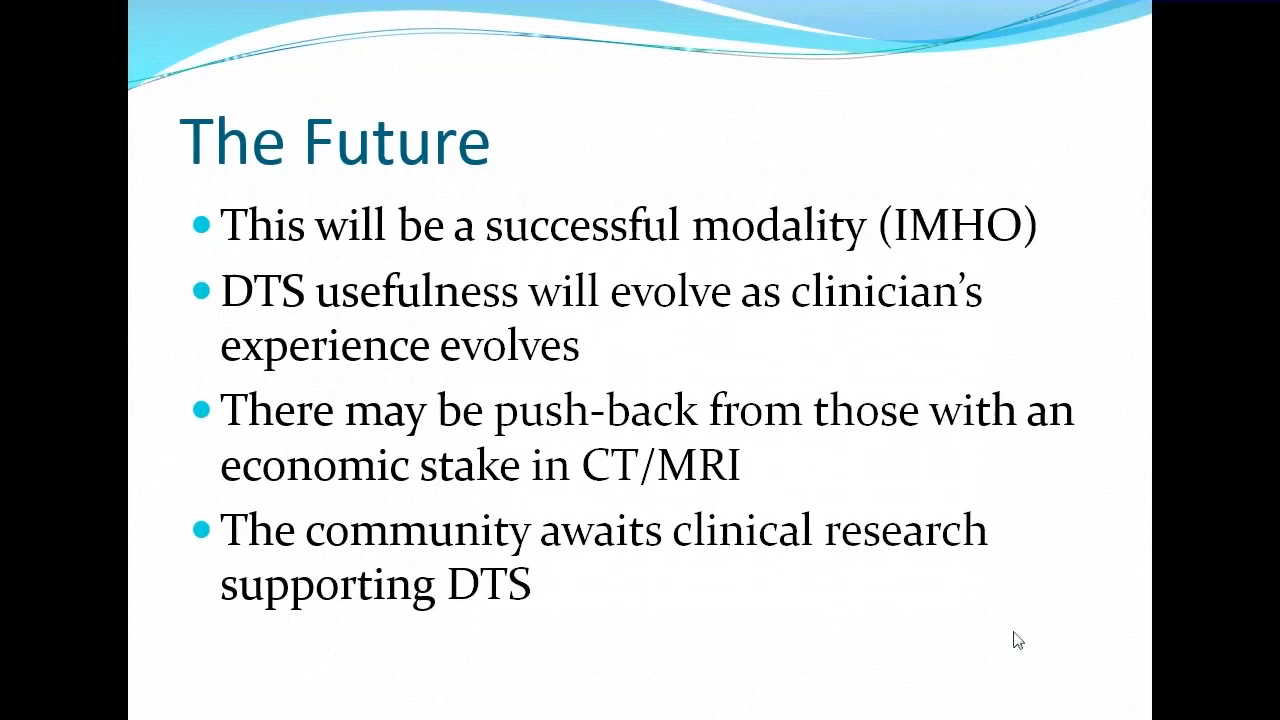 The Future
This will be a successful modality (IMHO)
DTS usefulness will evolve as clinician’s
experience evolves
There may be push-back from those with an
economic stake in CT/MRI
The community awaits clinical research
supporting DTS